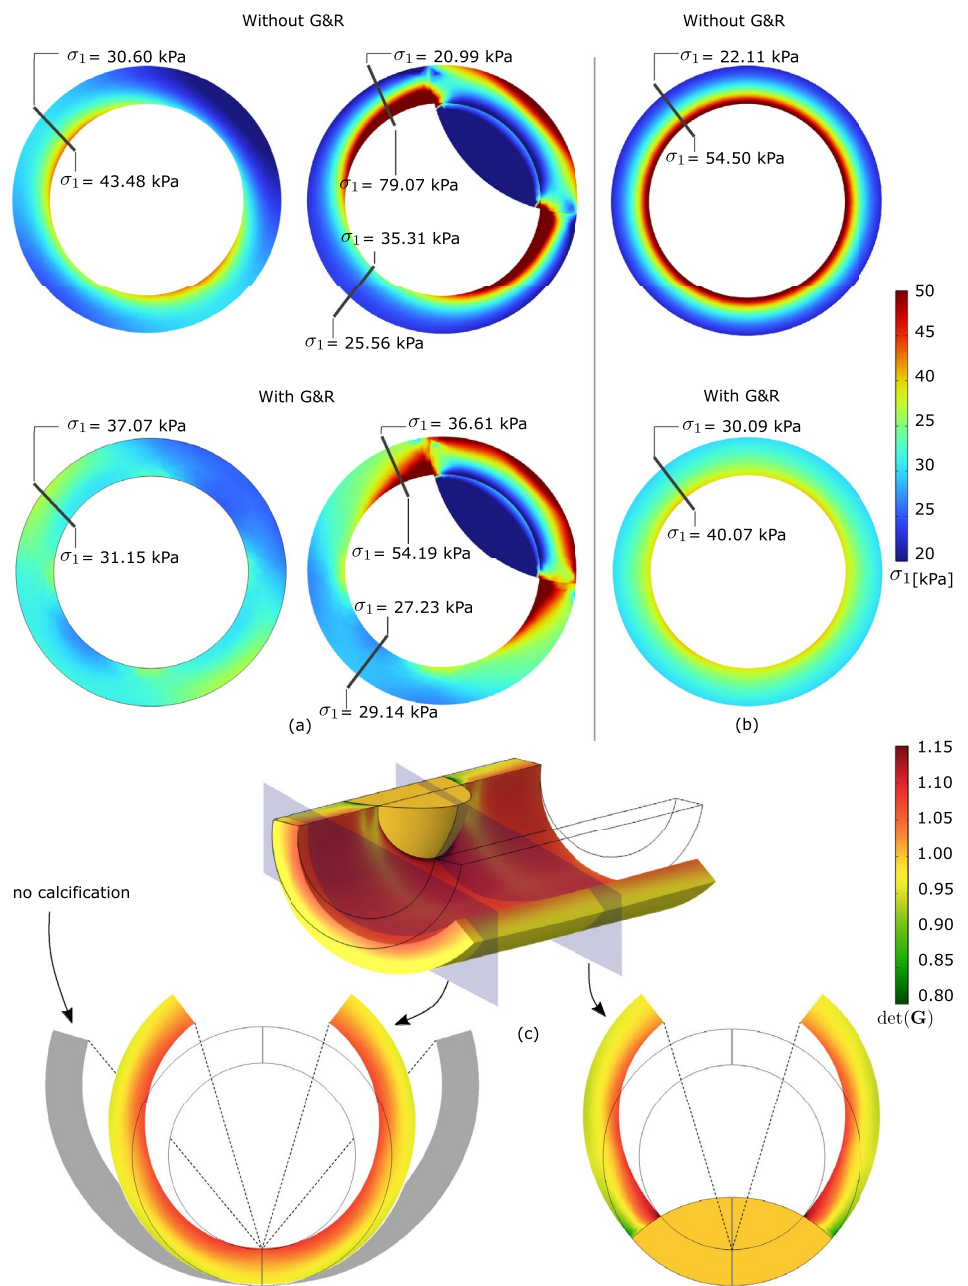 Without G&R
Without G&R
σ1= 30.60 kPa
σ1= 20.99 kPa
σ1= 22.11 kPa
σ1= 43.48 kPa
σ1= 79.07 kPa
σ1= 54.50 kPa
σ1= 35.31 kPa
σ1= 25.56 kPa
50
45
40
35
30
25
20
σ1[kPa]
With G&R
With G&R
σ1= 37.07 kPa
σ1= 36.61 kPa
σ1= 30.09 kPa
σ1= 31.15 kPa
σ1= 54.19 kPa
σ1= 40.07 kPa
σ1= 27.23 kPa
σ1= 29.14 kPa
(a)
(b)
1.15
1.05
1.00
0.95
0.90
0.85
0.80
det(G)
no calcification
(c)